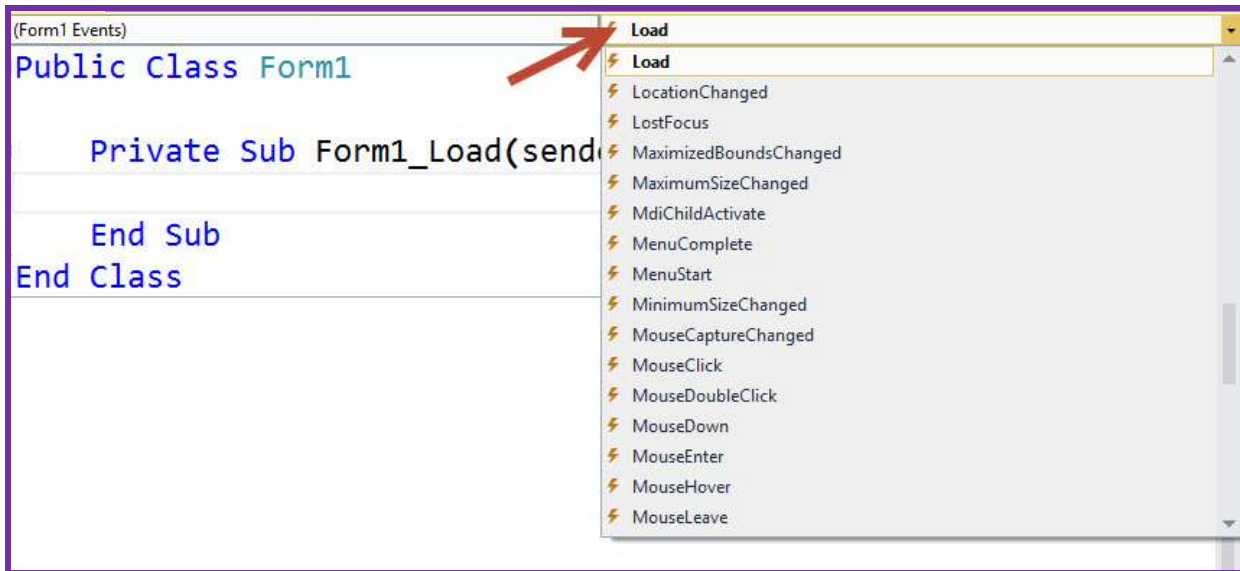 (Form1 Events)
Load
Public Class Form1
Private Sub Form1_Load(sende
End Sub
End Class
Load
LocationChanged
LostFocus
MaximizedBoundsChanged
MaximumSizeChanged
MdiChildActivate
MenuComplete
MenuStart
MinimumSizeChanged
MouseCaptureChanged
MouseClick
MouseDoubleClick
MouseDown
MouseEnter
MouseHover
MouseLeave